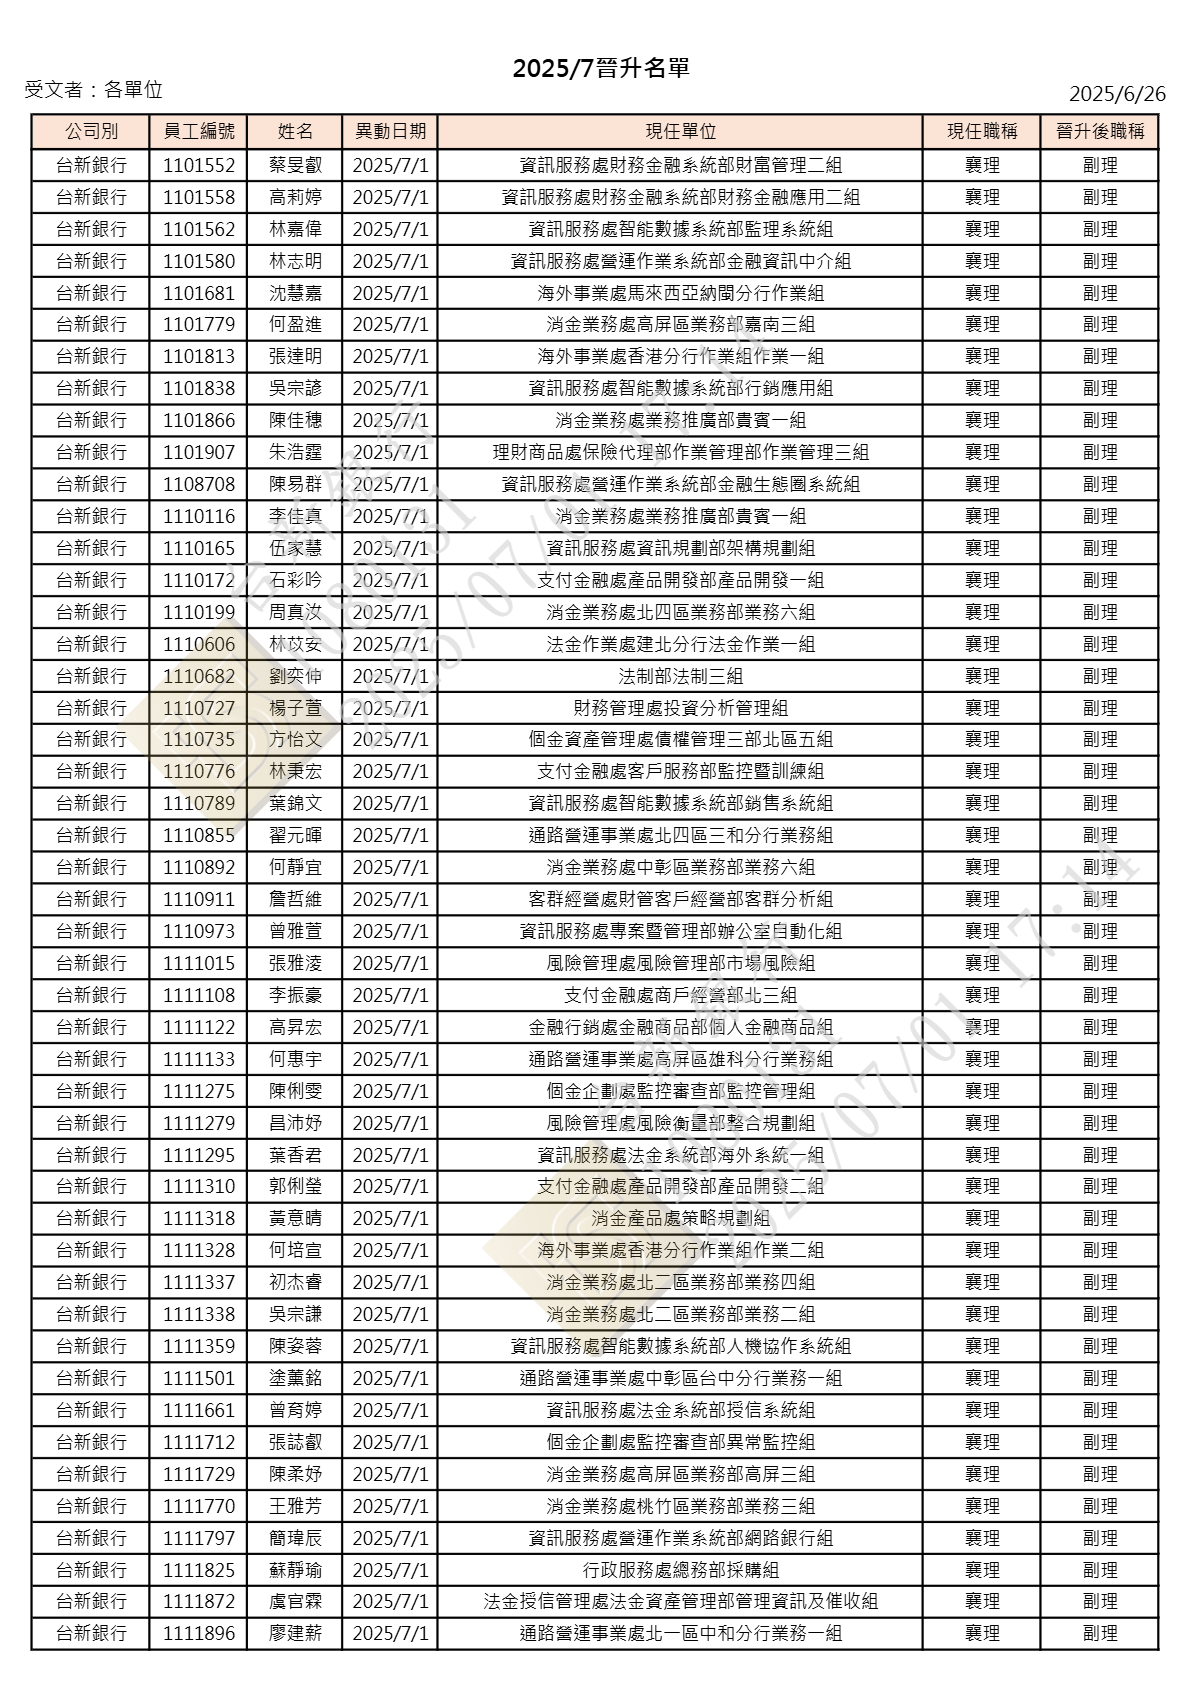 2025/7晉升名單
受文者：各單位
2025/6/26
公司別 員工編號 姓名 異動日期 現任單位 現任職稱 晉升後職稱
台新銀行 1101552 蔡旻叡 2025/7/1 資訊服務處財務金融系統部財富管理二組 襄理 副理
台新銀行 1101558 高莉婷 2025/7/1 資訊服務處財務金融系統部財務金融應用二組 襄理 副理
台新銀行 1101562 林嘉偉 2025/7/1 資訊服務處智能數據系統部監理系統組 襄理 副理
台新銀行 1101580 林志明 2025/7/1 資訊服務處營運作業系統部金融資訊中介組 襄理 副理
台新銀行 1101681 沈慧嘉 2025/7/1 海外事業處馬來西亞納閩分行作業組 襄理 副理
台新銀行 1101779 何盈進 2025/7/1 消金業務處高屏區業務部嘉南三組 襄理 副理
台新銀行 1101813 張達明 2025/7/1 海外事業處香港分行作業組作業一組 襄理 副理
台新銀行 1101838 吳宗諺 2025/7/1 資訊服務處智能數據系統部行銷應用組 襄理 副理
台新銀行 1101866 陳佳穗 2025/7/1 消金業務處業務推廣部貴賓一組 襄理 副理
台新銀行 1101907 朱浩霆 2025/7/1 理財商品處保險代理部作業管理部作業管理三組 襄理 副理
台新銀行 1108708 陳易群 2025/7/1 資訊服務處營運作業系統部金融生態圈系統組 襄理 副理
台新銀行 1110116 李佳真 2025/7/1 消金業務處業務推廣部貴賓一組 襄理 副理
台新銀行 1110165 伍家慧 2025/7/1 資訊服務處資訊規劃部架構規劃組 襄理 副理
台新銀行 1110172 石彩吟 2025/7/1 支付金融處產品開發部產品開發一組 襄理 副理
台新銀行 1110199 周真汝 2025/7/1 消金業務處北四區業務部業務六組 襄理 副理
台新銀行 1110606 林苡安 2025/7/1 法金作業處建北分行法金作業一組 襄理 副理
台新銀行 1110682 劉奕伸 2025/7/1 法制部法制三組 襄理 副理
台新銀行 1110727 楊子萱 2025/7/1 財務管理處投資分析管理組 襄理 副理
台新銀行 1110735 方怡文 2025/7/1 個金資產管理處債權管理三部北區五組 襄理 副理
台新銀行 1110776 林秉宏 2025/7/1 支付金融處客戶服務部監控暨訓練組 襄理 副理
台新銀行 1110789 葉錦文 2025/7/1 資訊服務處智能數據系統部銷售系統組 襄理 副理
台新銀行 1110855 翟元暉 2025/7/1 通路營運事業處北四區三和分行業務組 襄理 副理
台新銀行 1110892 何靜宜 2025/7/1 消金業務處中彰區業務部業務六組 襄理 副理
台新銀行 1110911 詹哲維 2025/7/1 客群經營處財管客戶經營部客群分析組 襄理 副理
台新銀行 1110973 曾雅萱 2025/7/1 資訊服務處專案暨管理部辦公室自動化組 襄理 副理
台新銀行 1111015 張雅淩 2025/7/1 風險管理處風險管理部市場風險組 襄理 副理
台新銀行 1111108 李振豪 2025/7/1 支付金融處商戶經營部北三組 襄理 副理
台新銀行 1111122 高昇宏 2025/7/1 金融行銷處金融商品部個人金融商品組 襄理 副理
台新銀行 1111133 何惠宇 2025/7/1 通路營運事業處高屏區雄科分行業務組 襄理 副理
台新銀行 1111275 陳俐雯 2025/7/1 個金企劃處監控審查部監控管理組 襄理 副理
台新銀行 1111279 昌沛妤 2025/7/1 風險管理處風險衡量部整合規劃組 襄理 副理
台新銀行 1111295 葉香君 2025/7/1 資訊服務處法金系統部海外系統一組 襄理 副理
台新銀行 1111310 郭俐瑩 2025/7/1 支付金融處產品開發部產品開發二組 襄理 副理
台新銀行 1111318 黃意晴 2025/7/1 消金產品處策略規劃組 襄理 副理
台新銀行 1111328 何培宣 2025/7/1 海外事業處香港分行作業組作業二組 襄理 副理
台新銀行 1111337 初杰睿 2025/7/1 消金業務處北二區業務部業務四組 襄理 副理
台新銀行 1111338 吳宗謙 2025/7/1 消金業務處北二區業務部業務二組 襄理 副理
台新銀行 1111359 陳姿蓉 2025/7/1 資訊服務處智能數據系統部人機協作系統組 襄理 副理
台新銀行 1111501 塗薰銘 2025/7/1 通路營運事業處中彰區台中分行業務一組 襄理 副理
台新銀行 1111661 曾育婷 2025/7/1 資訊服務處法金系統部授信系統組 襄理 副理
台新銀行 1111712 張誌叡 2025/7/1 個金企劃處監控審查部異常監控組 襄理 副理
台新銀行 1111729 陳柔妤 2025/7/1 消金業務處高屏區業務部高屏三組 襄理 副理
台新銀行 1111770 王雅芳 2025/7/1 消金業務處桃竹區業務部業務三組 襄理 副理
台新銀行 1111797 簡瑋辰 2025/7/1 資訊服務處營運作業系統部網路銀行組 襄理 副理
台新銀行 1111825 蘇靜瑜 2025/7/1 行政服務處總務部採購組 襄理 副理
台新銀行 1111872 虞官霖 2025/7/1 法金授信管理處法金資產管理部管理資訊及催收組 襄理 副理
台新銀行 1111896 廖建薪 2025/7/1 通路營運事業處北一區中和分行業務一組 襄理 副理
台新銀行
1080131
2025/07/01 17:14
台新銀行
1080131
2025/07/01 17:14